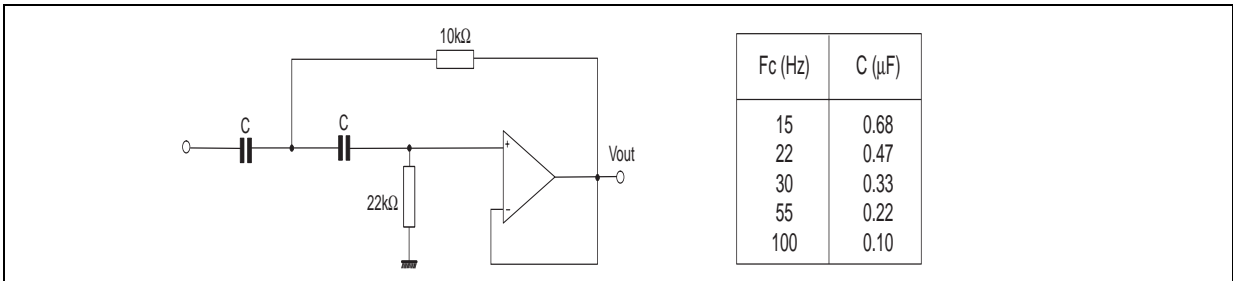 10kΩ
C
C
+
-
22kΩ
Vout
Fc (Hz) C (μF)
15 0.68
22 0.47
30 0.33
55 0.22
100 0.10